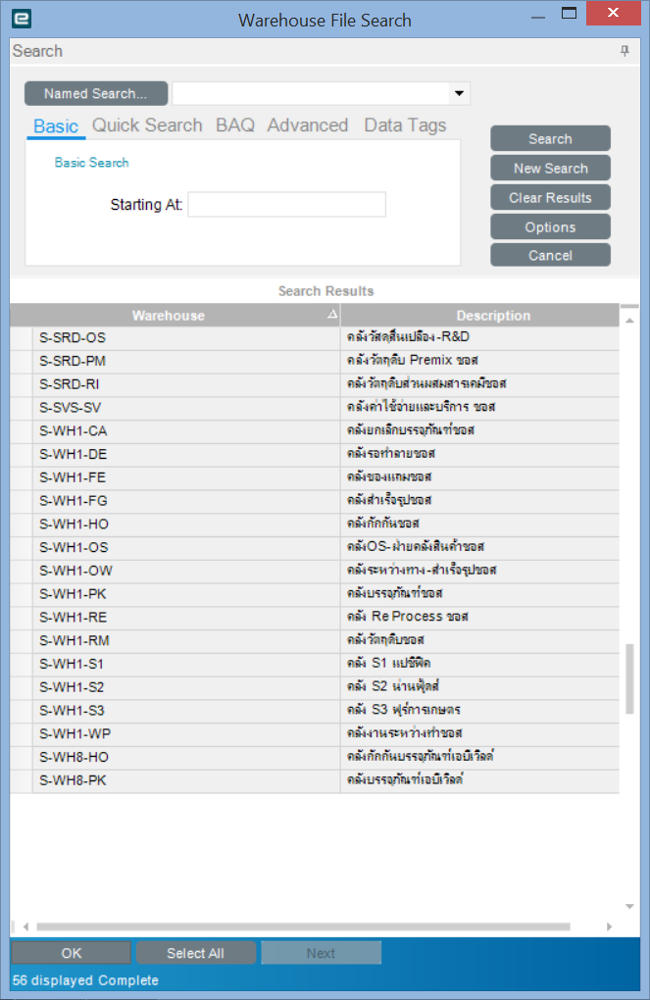 Warehouse File Search
Search
Named Search...
Basic Quick Search BAQ Advanced Data Tags
Basic Search
Starting At:
Search
New Search
Clear Results
Options
Cancel
Search Results
Warehouse Description
S-SRD-OS คลังวัสดุสิ้นเปลือง-R&D
S-SRD-PM คลังวัตถุดิบ Premix ซอส
S-SRD-RI คลังวัตถุดิบส่วนผสมสารเคมีซอส
S-SVS-SV คลังค่าใช้จ่ายและบริการ ซอส
S-WH1-CA คลังยกเลิกบรรจุภัณฑ์ซอส
S-WH1-DE คลังรอทำลายซอส
S-WH1-FE คลังของแถมซอส
S-WH1-FG คลังสำเร็จรูปซอส
S-WH1-HO คลังกักกันซอส
S-WH1-OS คลังOS-ฝ่ายคลังสินค้าซอส
S-WH1-OW คลังระหว่างทาง-สำเร็จรูปซอส
S-WH1-PK คลังบรรจุภัณฑ์ซอส
S-WH1-RE คลัง Re Process ซอส
S-WH1-RM คลังวัตถุดิบซอส
S-WH1-S1 คลัง S1 แปซิฟิค
S-WH1-S2 คลัง S2 น่านฟู้ดส์
S-WH1-S3 คลัง S3 ฟุร์การเกษตร
S-WH1-WP คลังงานระหว่างทำซอส
S-WH8-HO คลังกักกันบรรจุภัณฑ์เอบิเวิลด์
S-WH8-PK คลังบรรจุภัณฑ์เอบิเวิลด์
OK Select All Next
56 displayed Complete